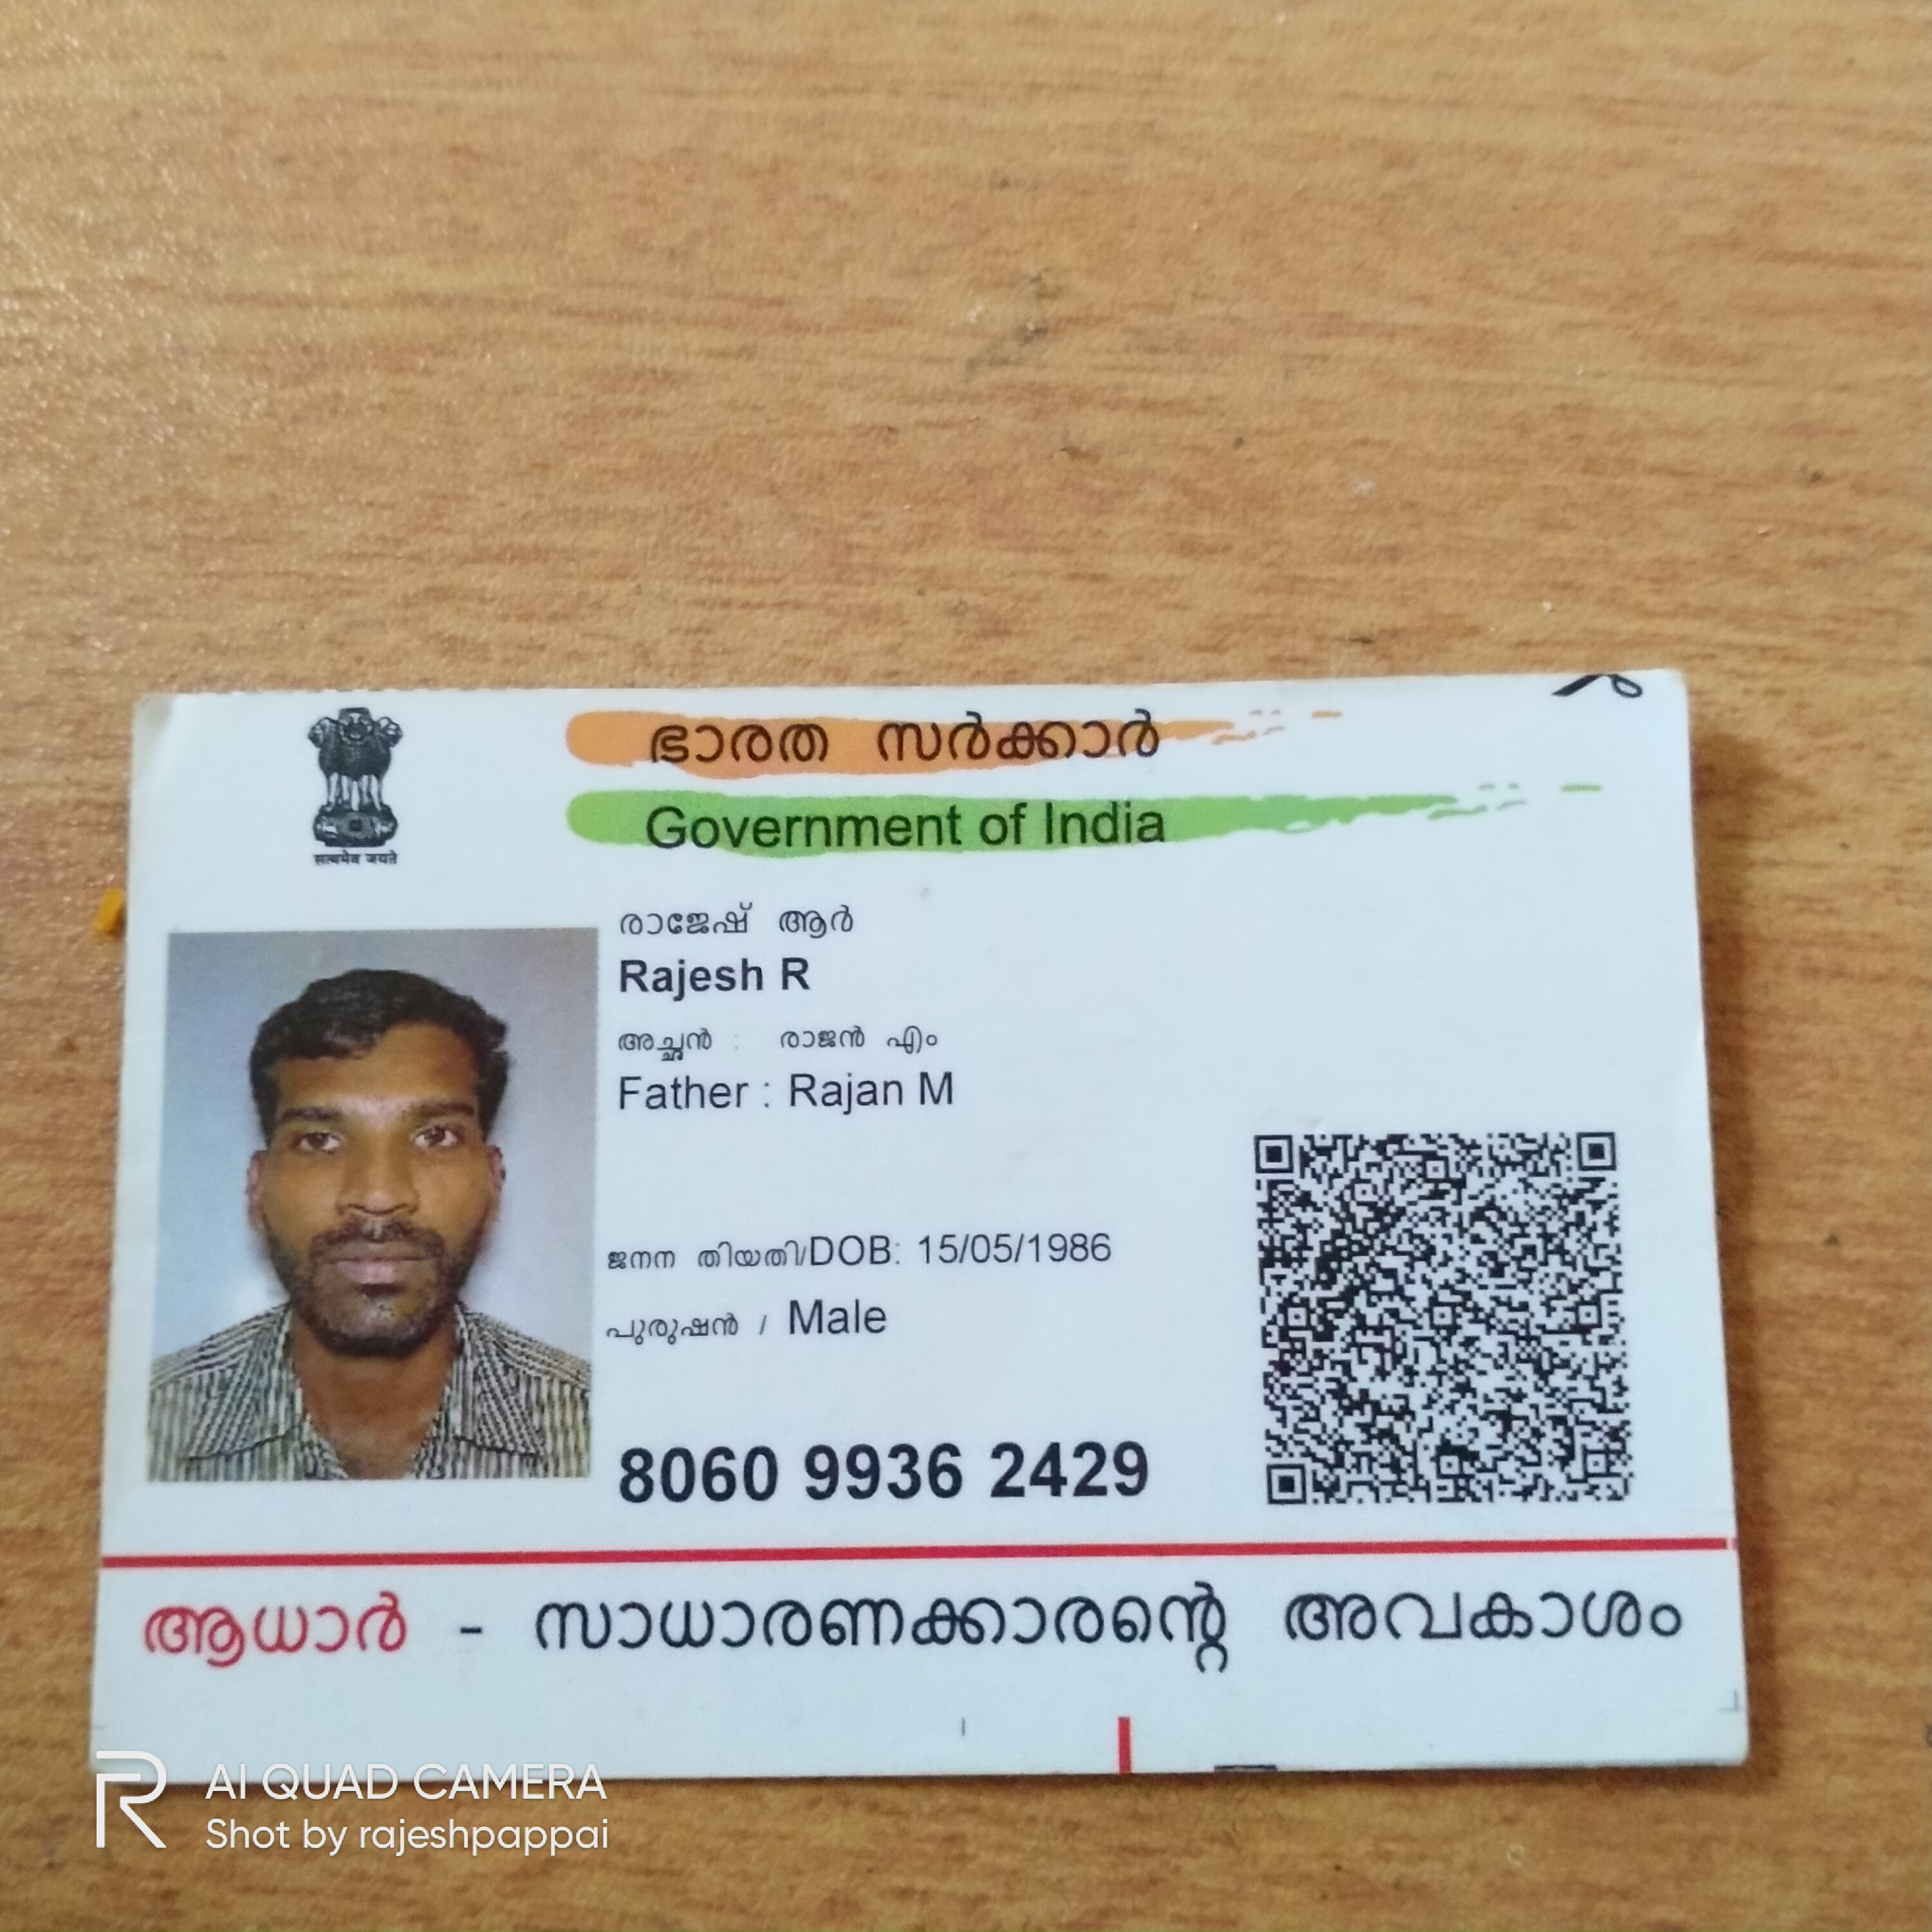 ഭാരത സർക്കാർ
Government of India
सत्यमेव जयते
രാജേഷ് ആർ
Rajesh R
അച്ഛൻ : രാജൻ എം
Father : Rajan M
ജനന തിയതി/DOB: 15/05/1986
പുരുഷൻ / Male
8060 9936 2429
ആധാർ - സാധാരണക്കാരന്റെ അവകാശം
R AI QUAD CAMERA
Shot by rajeshpappai